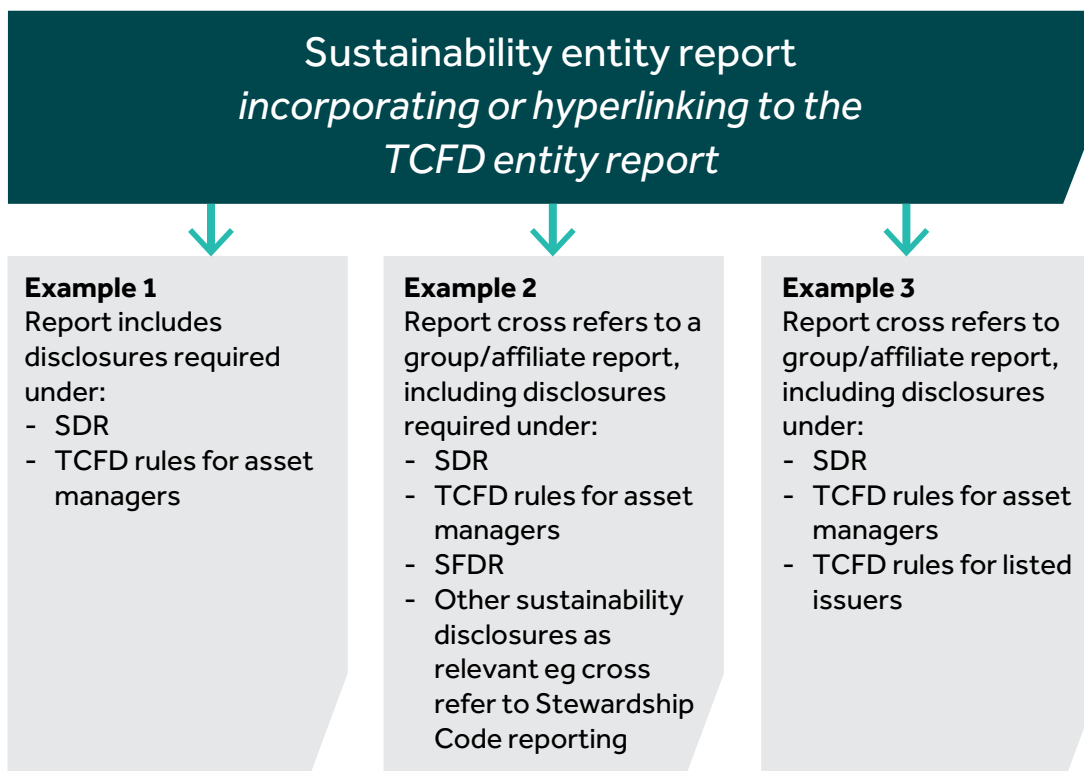 Sustainability entity report
incorporating or hyperlinking to the
TCFD entity report
Example 1
Report includes
disclosures required
under:
- SDR
- TCFD rules for asset
managers
Example 2
Report cross refers to a
group/affiliate report,
including disclosures
required under:
- SDR
- TCFD rules for asset
managers
- SFDR
- Other sustainability
disclosures as
relevant eg cross
refer to Stewardship
Code reporting
Example 3
Report cross refers to
group/affiliate report,
including disclosures
under:
- SDR
- TCFD rules for asset
managers
- TCFD rules for listed
issuers